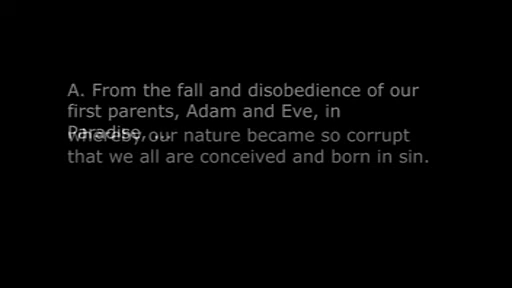 A. From the fall and disobedience of our
first parents, Adam and Eve, in
Paradise, ...
whereby our nature became so corrupt
that we all are conceived and born in sin.